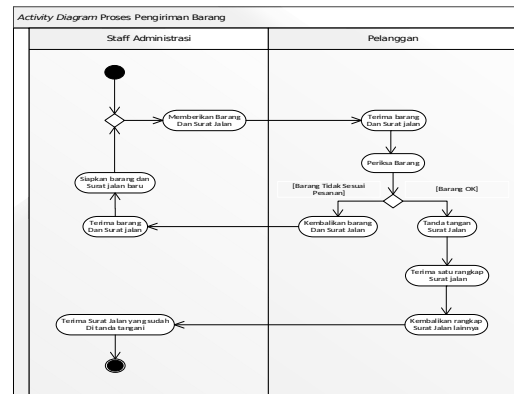 Activity Diagram Proses Pengiriman Barang
Staff Administrasi
Pelanggan
Memberikan Barang
Dan Surat Jalan
Terima barang
Dan Surat jalan
Periksa Barang
Siapkan barang dan
Surat jalan baru
[Barang Tidak Sesuai
Pesanan]
[Barang OK]
Terima barang
Dan Surat jalan
Kembalikan barang
Dan Surat Jalan
Tanda tangan
Surat Jalan
Terima satu rangkap
Surat jalan
Terima Surat Jalan yang sudah
Di tanda tangani
Kembalikan rangkap
Surat Jalan lainnya